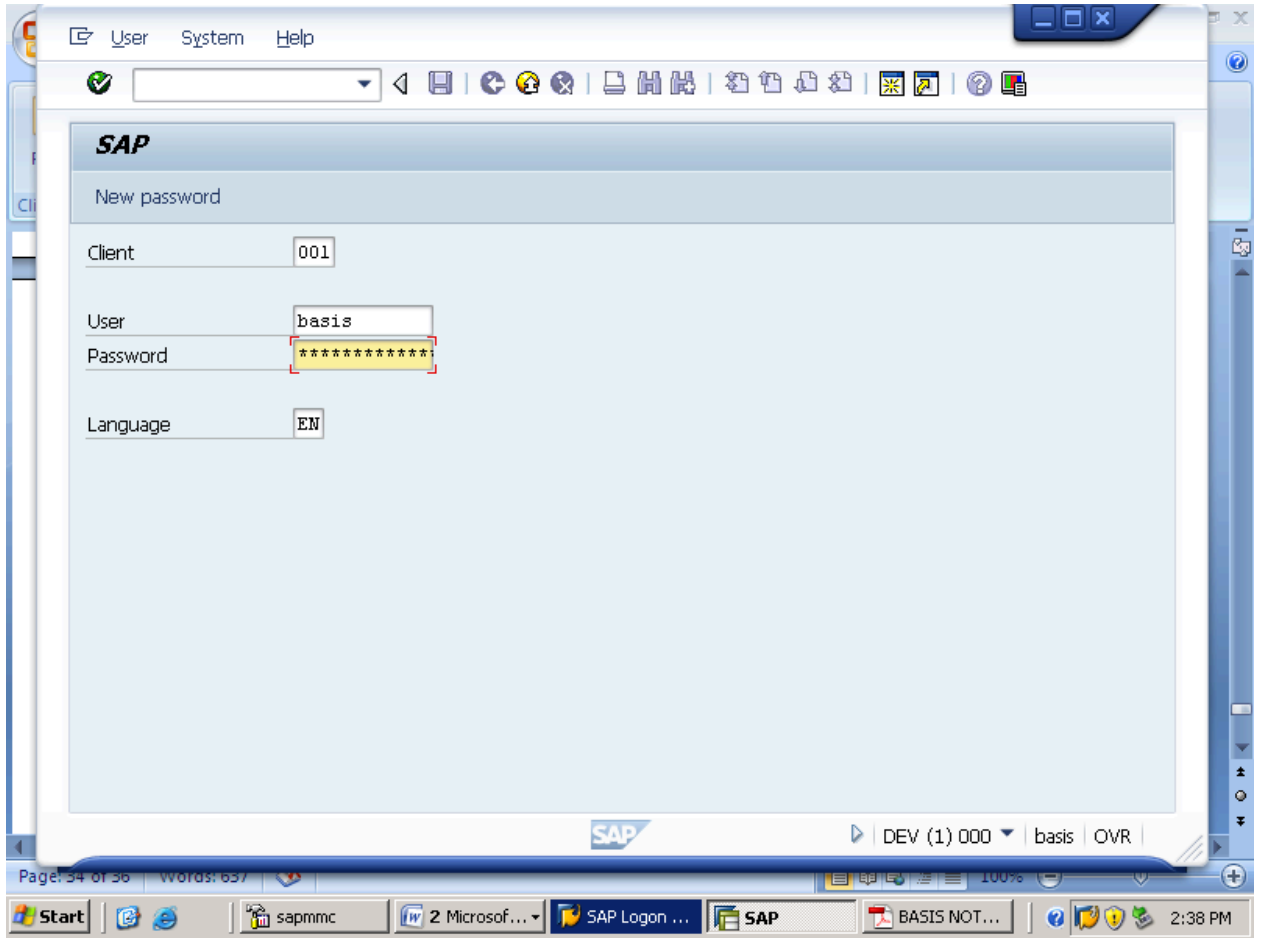 User System Help
SAP
New password
Client 001
User basis
Password ************
Language EN
SAP
DEV (1) 000 basis OVR
Page: 34 of 36 Words: 637 100%
Start sapmmc 2 Microsof... SAP Logon ... SAP BASIS NOT... 2:38 PM